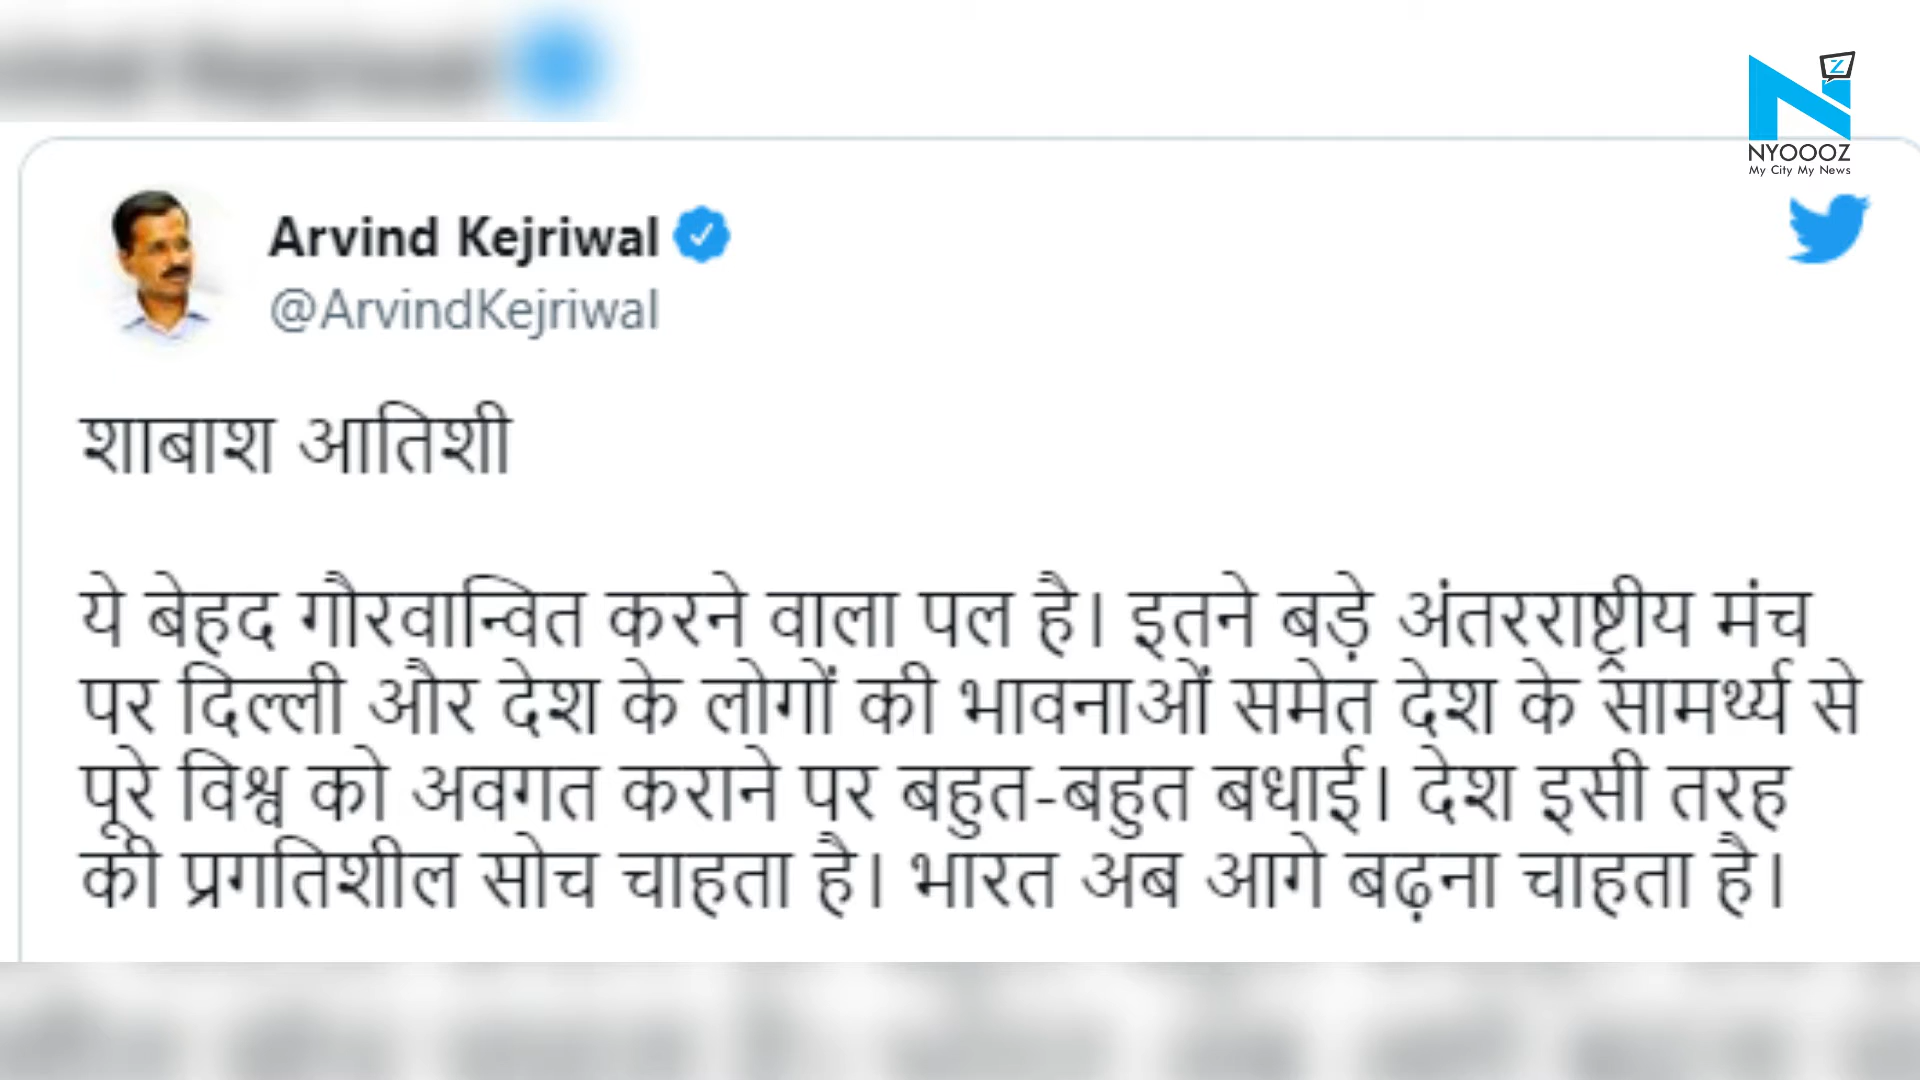 NYOOOZ
My City My News
Arvind Kejriwal
@ArvindKejriwal
शाबाश आतिशी
ये बेहद गौरवान्वित करने वाला पल है। इतने बड़े अंतरराष्ट्रीय मंच
पर दिल्ली और देश के लोगों की भावनाओं समेत देश के सामर्थ्य से
पूरे विश्व को अवगत कराने पर बहुत-बहुत बधाई। देश इसी तरह
की प्रगतिशील सोच चाहता है। भारत अब आगे बढ़ना चाहता है।